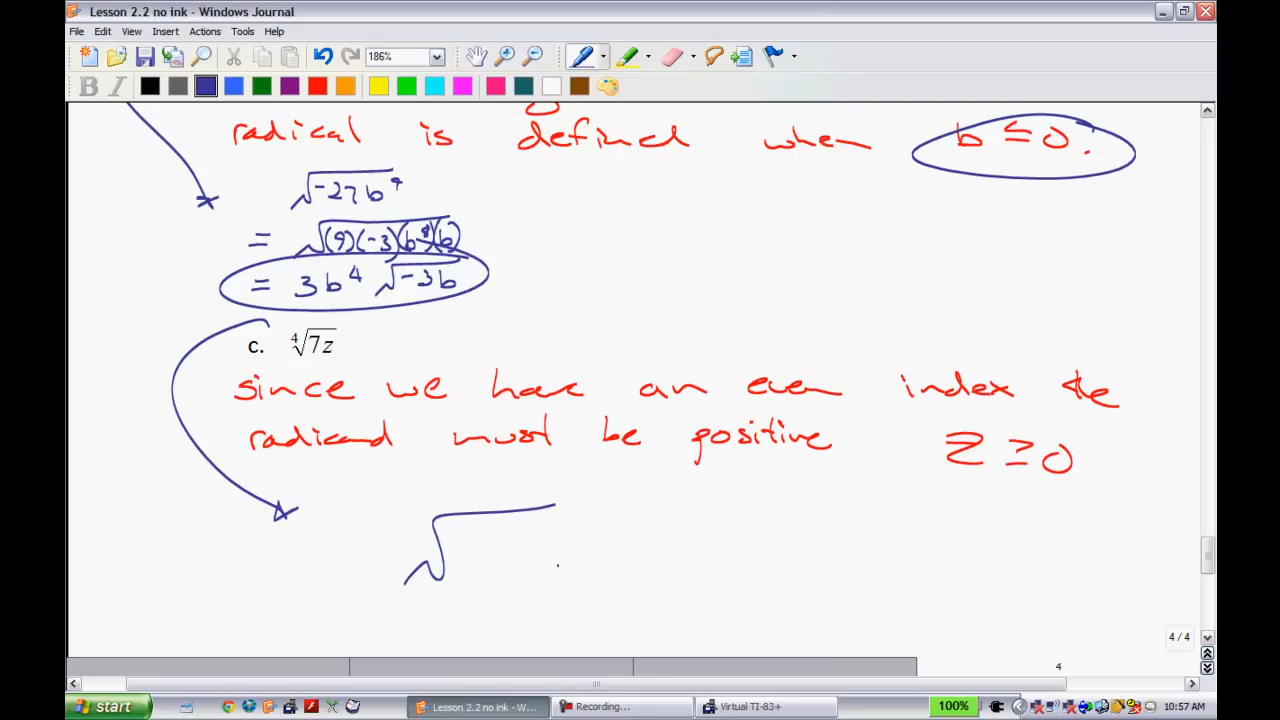 Lesson 2.2 no ink - Windows Journal
File Edit View Insert Actions Tools Help
186%
B I
radical is defined when b ≤ 0.
√-27b⁹
= √(9)(-3)(b⁸)(b)
= 3b⁴ √-3b
c. ⁴√7z
since we have an even index the
radicand must be positive z ≥ 0
√
4 / 4
4
start
Lesson 2.2 no ink - W...
Recording...
Virtual TI-83+
100%
10:57 AM